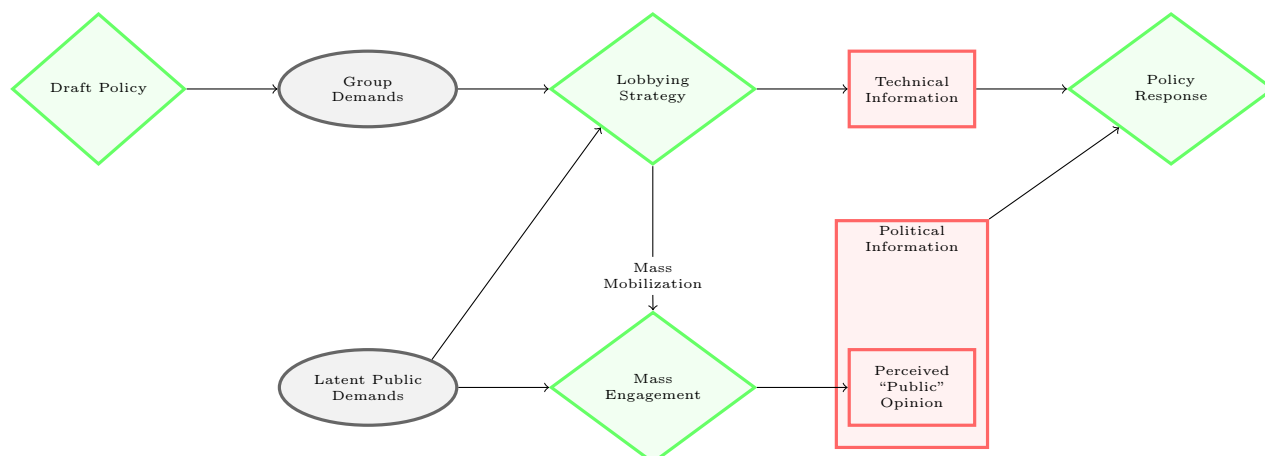 Draft Policy
Group
Demands
Lobbying
Strategy
Technical
Information
Policy
Response
Political
Information
Mass
Mobilization
Latent Public
Demands
Mass
Engagement
Perceived
“Public”
Opinion